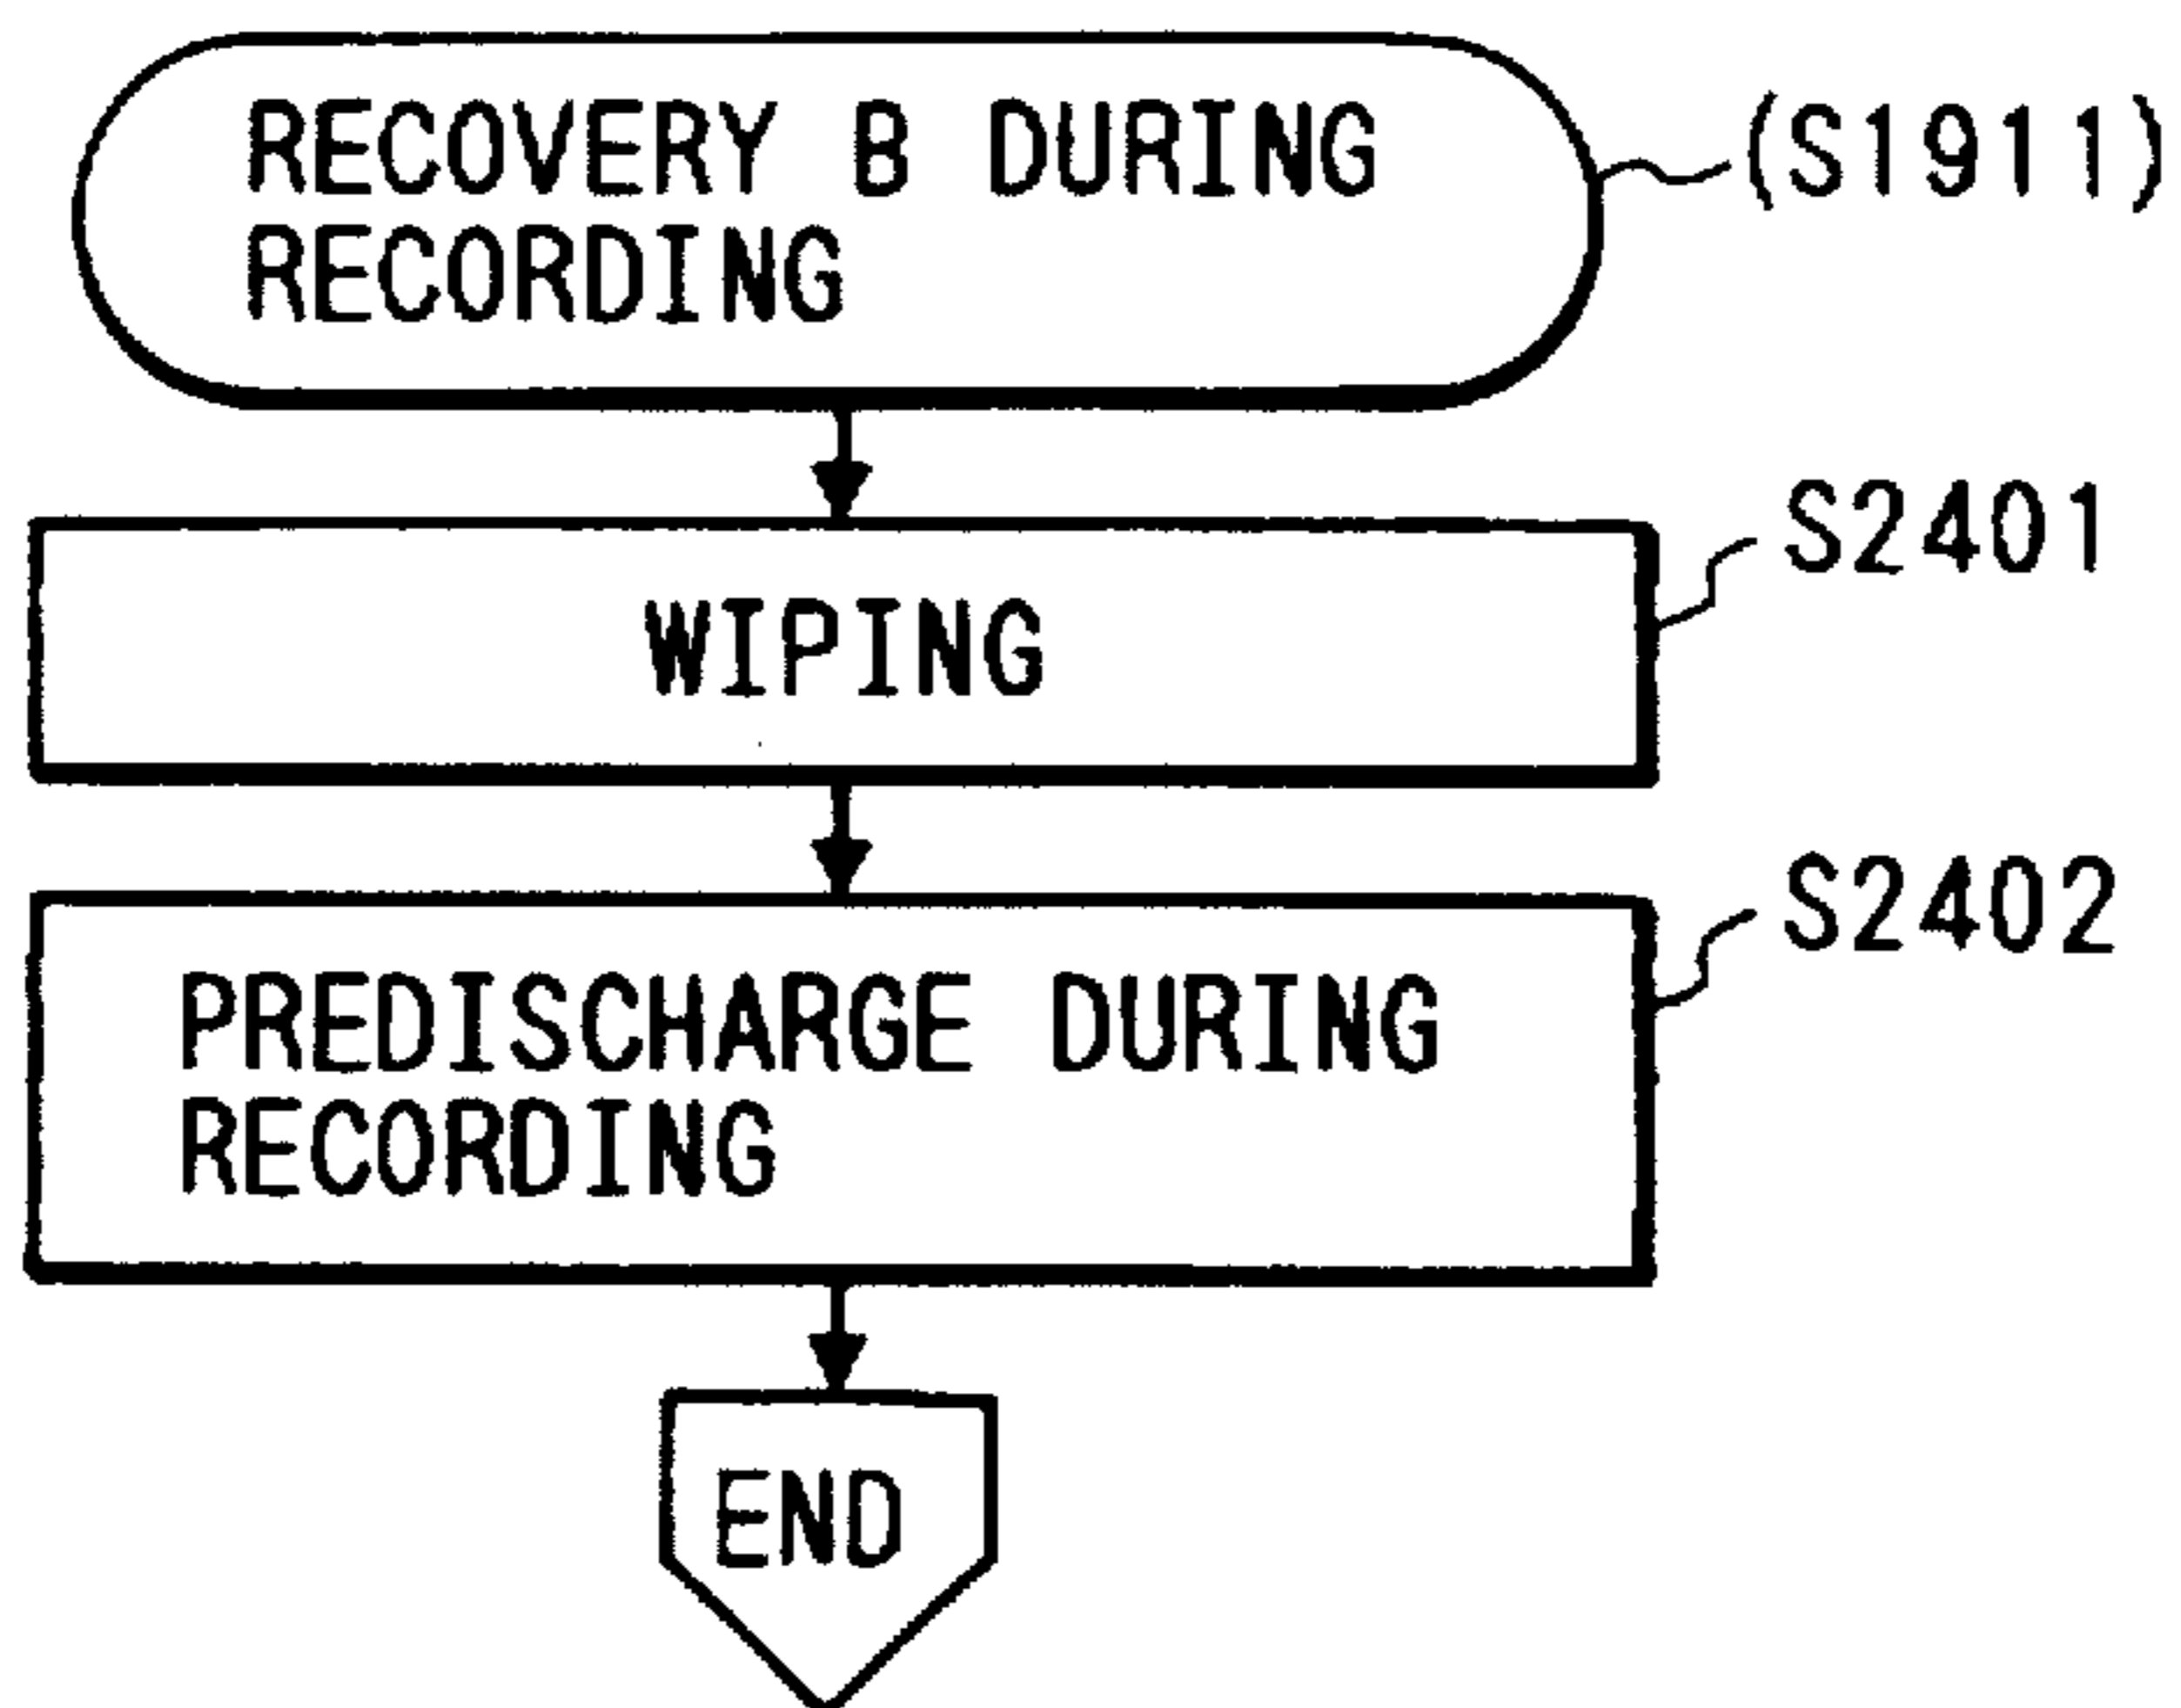 RECOVERY B DURING
RECORDING
(S1911)
WIPING
S2401
PREDISCHARGE DURING
RECORDING
S2402
END